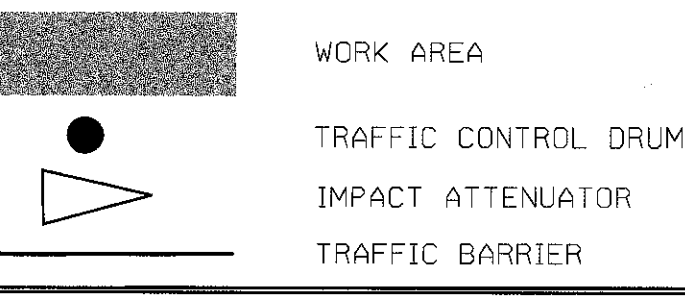 WORK AREA
TRAFFIC CONTROL DRUM
IMPACT ATTENUATOR
TRAFFIC BARRIER